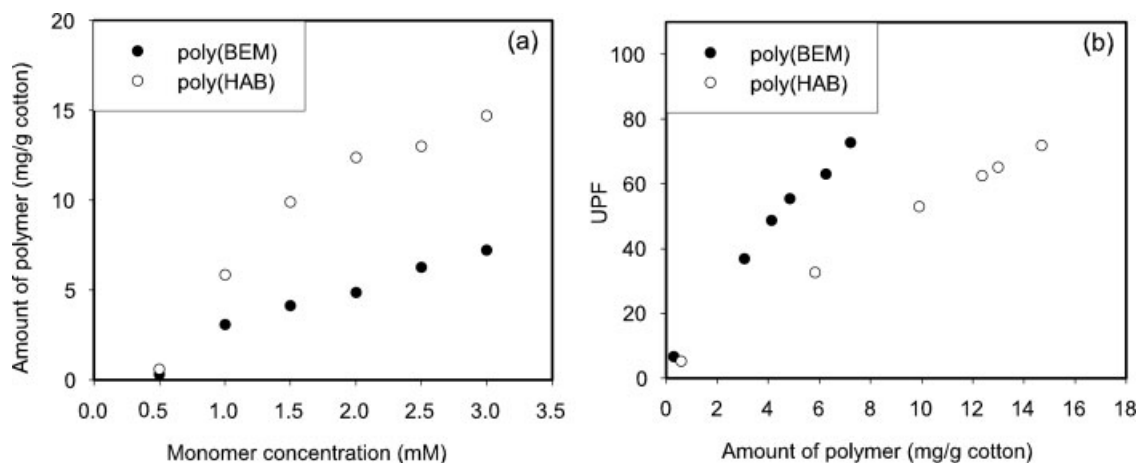 (a)
poly(BEM)
poly(HAB)
20
15
10
5
0
0.0 0.5 1.0 1.5 2.0 2.5 3.0 3.5
Monomer concentration (mM)
Amount of polymer (mg/g cotton)
(b)
poly(BEM)
poly(HAB)
100
80
60
40
20
0
0 2 4 6 8 10 12 14 16 18
Amount of polymer (mg/g cotton)
UPF